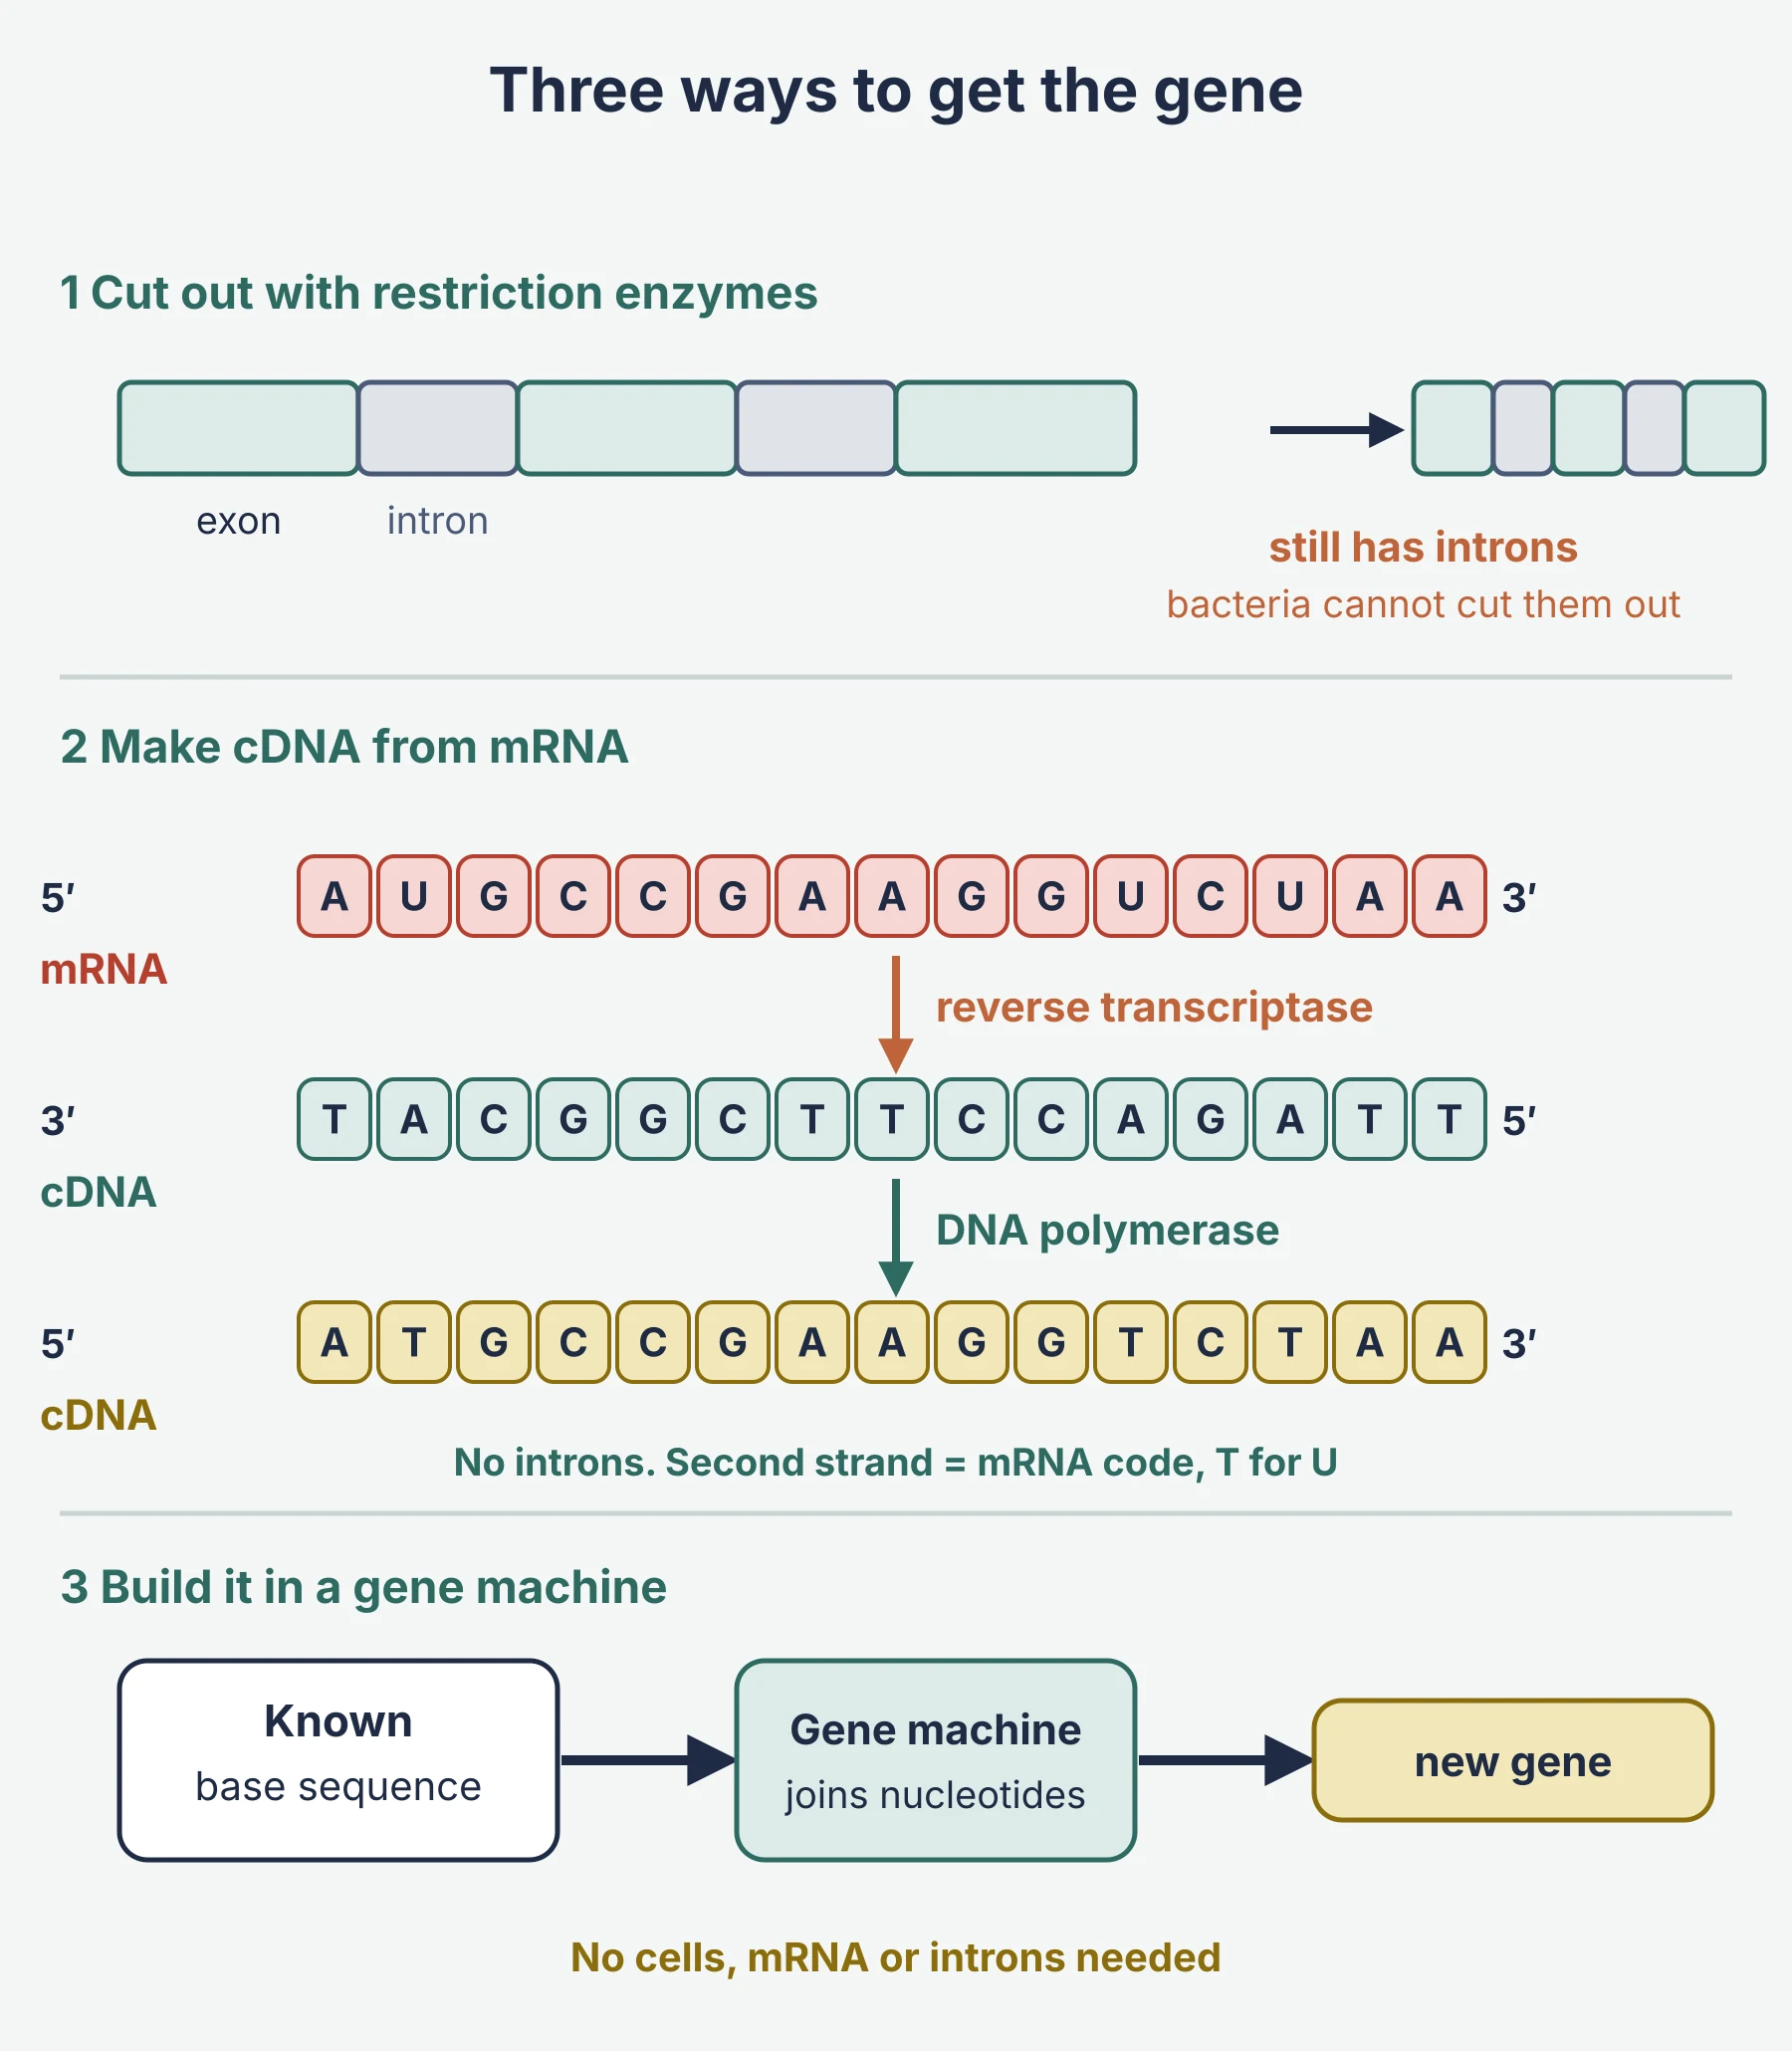 Three ways to get the gene
1 Cut out with restriction enzymes
exon intron
still has introns
bacteria cannot cut them out
2 Make cDNA from mRNA
5′ A U G C C G A A G G U C U A A 3′
mRNA
reverse transcriptase
3′ T A C G G C T T C C A G A T T 5′
cDNA
DNA polymerase
5′ A T G C C G A A G G T C T A A 3′
cDNA
No introns. Second strand = mRNA code, T for U
3 Build it in a gene machine
Known
base sequence
Gene machine
joins nucleotides
new gene
No cells, mRNA or introns needed